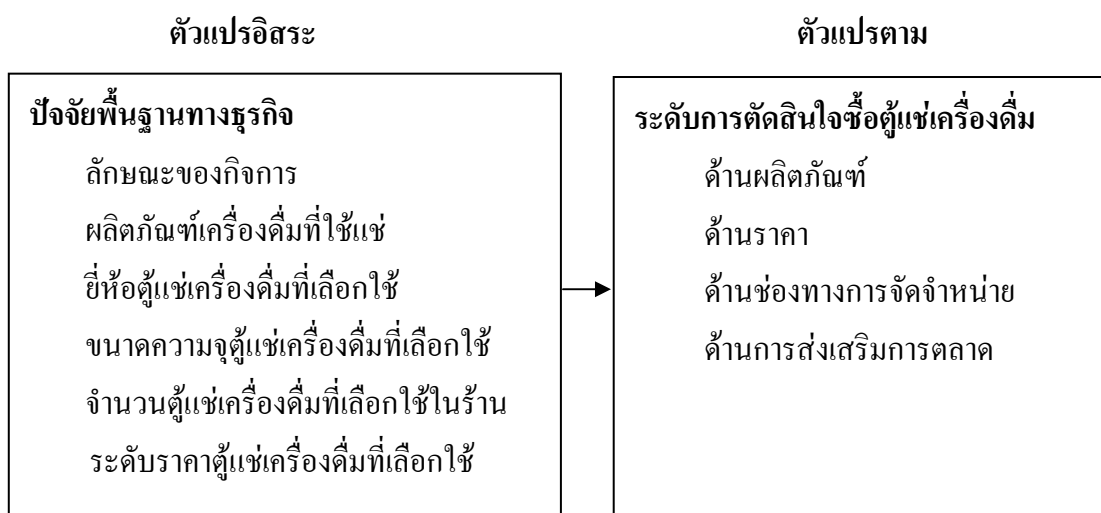 ตัวแปรอิสระ
ตัวแปรตาม
ปัจจัยพื้นฐานทางธุรกิจ
ลักษณะของกิจการ
ผลิตภัณฑ์เครื่องดื่มที่ใช้แช่
ยี่ห้อตู้แช่เครื่องดื่มที่เลือกใช้
ขนาดความจุตู้แช่เครื่องดื่มที่เลือกใช้
จำนวนตู้แช่เครื่องดื่มที่เลือกใช้ในร้าน
ระดับราคาตู้แช่เครื่องดื่มที่เลือกใช้
ระดับการตัดสินใจซื้อตู้แช่เครื่องดื่ม
ด้านผลิตภัณฑ์
ด้านราคา
ด้านช่องทางการจัดจำหน่าย
ด้านการส่งเสริมการตลาด